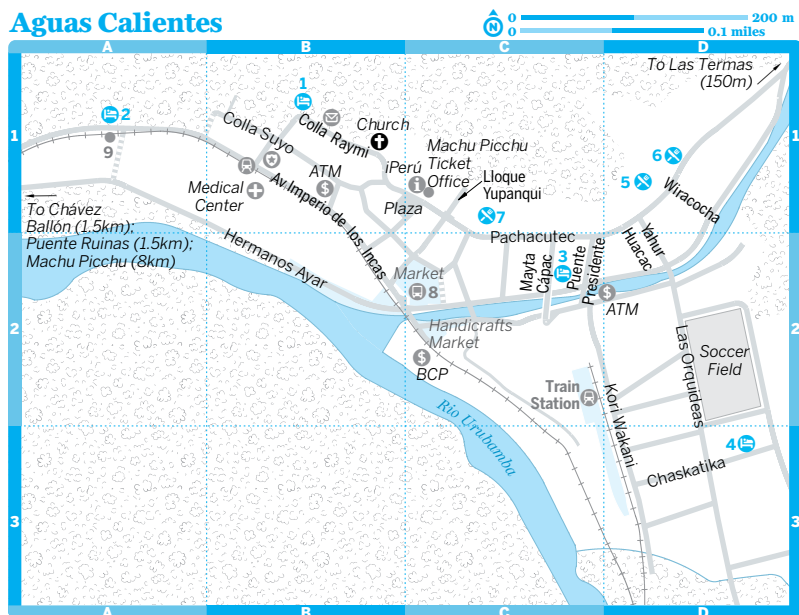 Aguas Calientes
N
0
200 m
0
0.1 miles
A
B
C
D
1
1
To Las Termas
(150m)
1
2
9
Colla Suyo
Colla Raymi
Church
Machu Picchu
Ticket
Office
iPerú
i
ATM
$
Medical
Center
Plaza
Lloque
Yupanqui
6
5
7
Wiracocha
To Chávez
Ballón (1.5km);
Puente Ruinas (1.5km);
Machu Picchu (8km)
Av Imperio de los Incas
Hermanos Ayar
Pachacutec
Yahur
Huacac
Market
8
3
Mayta
Cápac
Puente
Presidente
$
ATM
2
2
Handicrafts
Market
$
BCP
Train
Station
Kori Wakani
Las Orquideas
Soccer
Field
Río Urubamba
4
Chaskatika
3
3
A
B
C
D